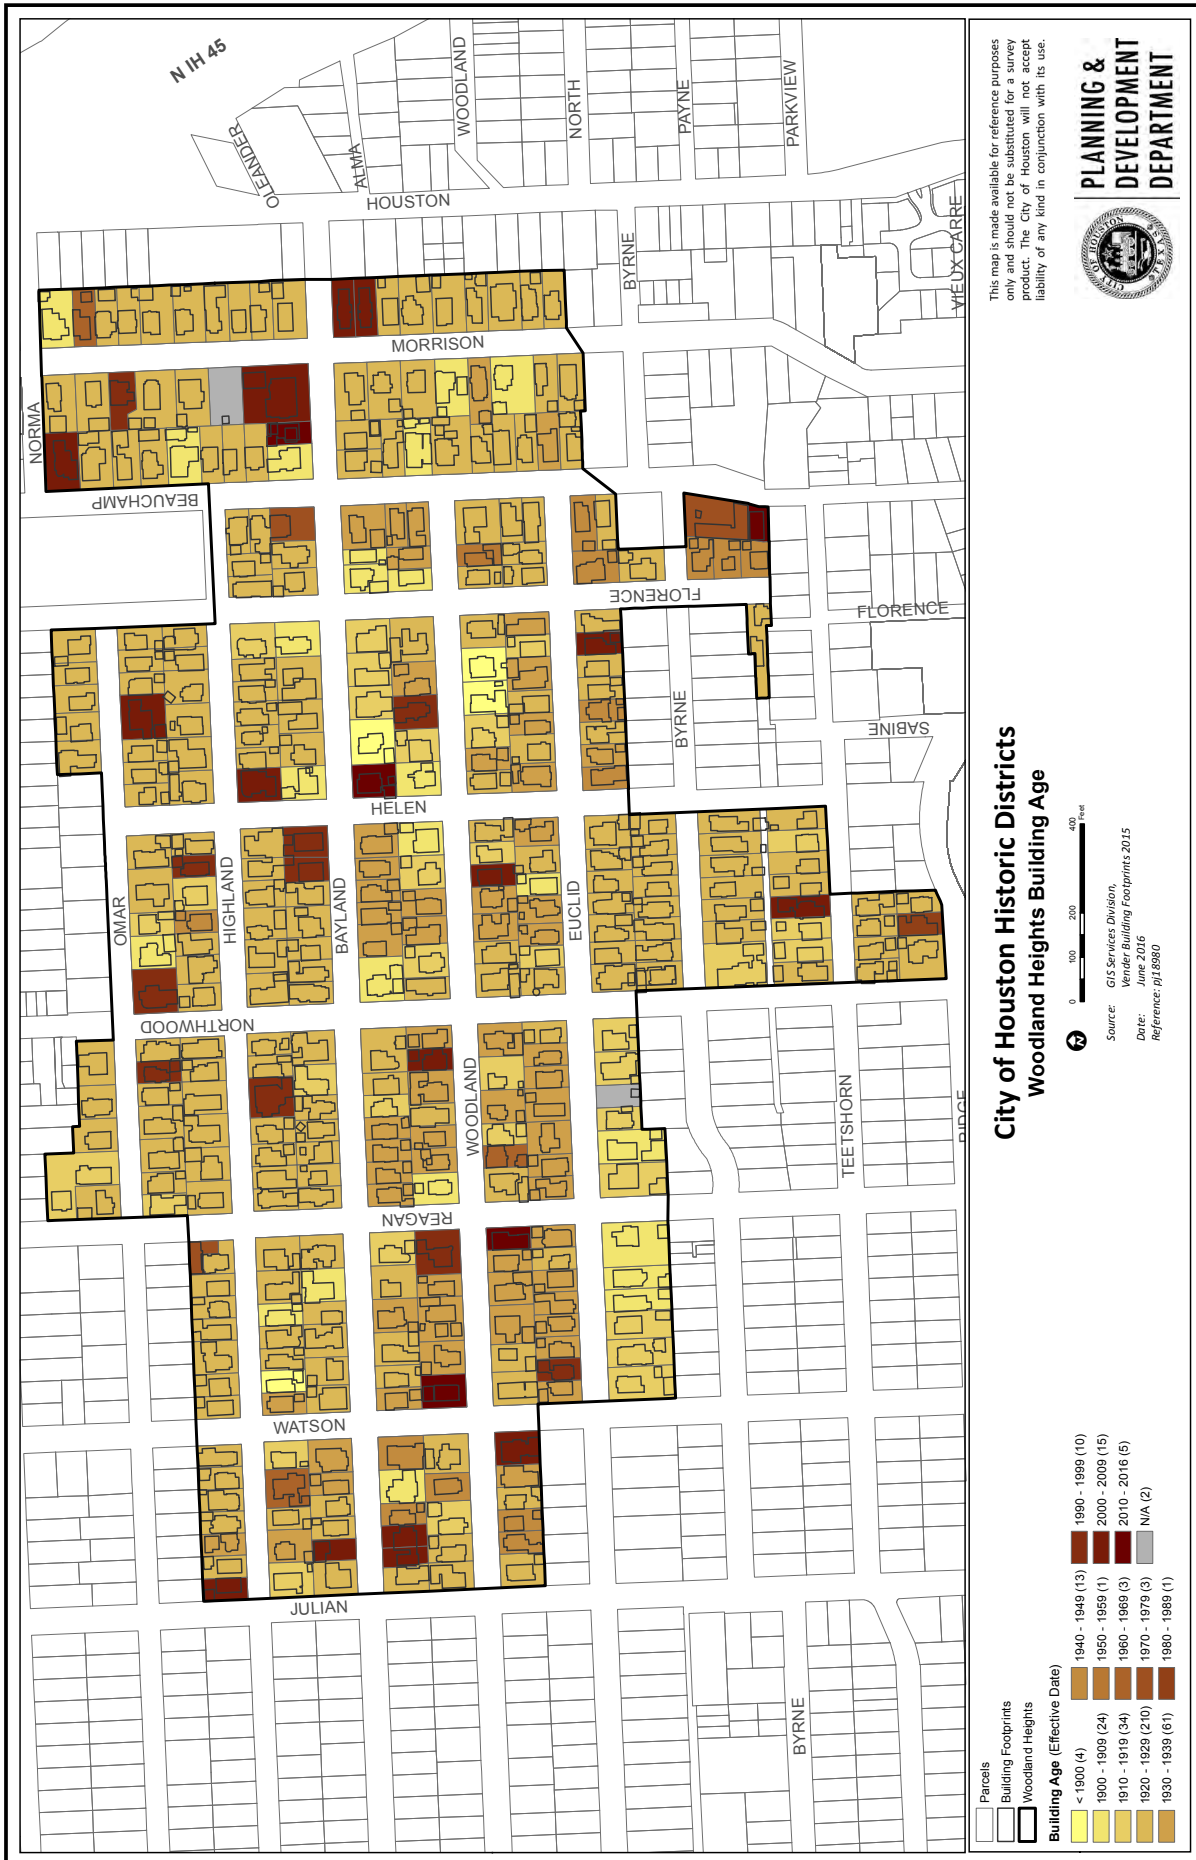 N IH 45
OLEANDER
ALMA
WOODLAND
NORTH
PAYNE
PARKVIEW
HOUSTON
BYRNE
VIEUX CARRE
MORRISON
NORMA
BEAUCHAMP
FLORENCE
FLORENCE
BYRNE
SABINE
HELEN
OMAR
HIGHLAND
BAYLAND
EUCLID
NORTHWOOD
WOODLAND
TEETSHORN
RIDGE
REAGAN
WATSON
JULIAN
BYRNE
This map is made available for reference purposes
only and should not be substituted for a survey
product. The City of Houston will not accept
liability of any kind in conjunction with its use.
CITY OF HOUSTON
TEXAS
PLANNING &
DEVELOPMENT
DEPARTMENT
City of Houston Historic Districts
Woodland Heights Building Age
0 100 200 400
Feet
Source: GIS Services Division,
Vender Building Footprints 2015
Date: June 2016
Reference: pj18980
Parcels
Building Footprints
Woodland Heights
Building Age (Effective Date)
< 1900 (4)
1900 - 1909 (24)
1910 - 1919 (34)
1920 - 1929 (210)
1930 - 1939 (61)
1940 - 1949 (13)
1950 - 1959 (1)
1960 - 1969 (3)
1970 - 1979 (3)
1980 - 1989 (1)
1990 - 1999 (10)
2000 - 2009 (15)
2010 - 2016 (5)
N/A (2)